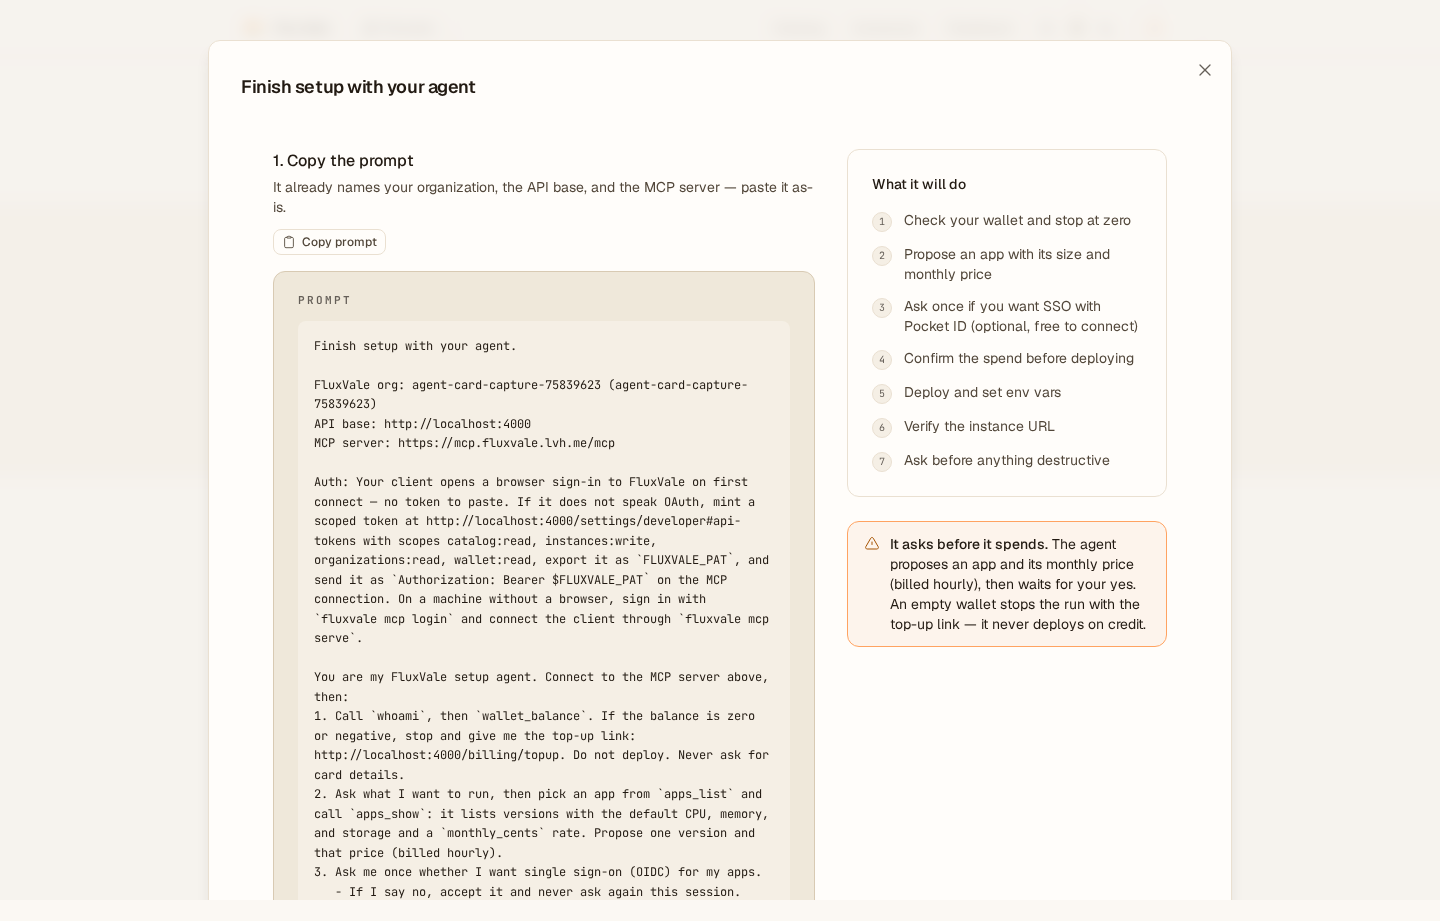 Finish setup with your agent
1. Copy the prompt
It already names your organization, the API base, and the MCP server — paste it as-
is.
Copy prompt
PROMPT
Finish setup with your agent.
FluxVale org: agent-card-capture-75839623 (agent-card-capture-
75839623)
API base: http://localhost:4000
MCP server: https://mcp.fluxvale.lvh.me/mcp
Auth: Your client opens a browser sign-in to FluxVale on first
connect — no token to paste. If it does not speak OAuth, mint a
scoped token at http://localhost:4000/settings/developer#api-
tokens with scopes catalog:read, instances:write,
organizations:read, wallet:read, export it as `FLUXVALE_PAT`, and
send it as `Authorization: Bearer $FLUXVALE_PAT` on the MCP
connection. On a machine without a browser, sign in with
`fluxvale mcp login` and connect the client through `fluxvale mcp
serve`.
You are my FluxVale setup agent. Connect to the MCP server above,
then:
1. Call `whoami`, then `wallet_balance`. If the balance is zero
or negative, stop and give me the top-up link:
http://localhost:4000/billing/topup. Do not deploy. Never ask for
card details.
2. Ask what I want to run, then pick an app from `apps_list` and
call `apps_show`: it lists versions with the default CPU, memory,
and storage and a `monthly_cents` rate. Propose one version and
that price (billed hourly).
3. Ask me once whether I want single sign-on (OIDC) for my apps.
- If I say no, accept it and never ask again this session.
What it will do
1 Check your wallet and stop at zero
2 Propose an app with its size and
monthly price
3 Ask once if you want SSO with
Pocket ID (optional, free to connect)
4 Confirm the spend before deploying
5 Deploy and set env vars
6 Verify the instance URL
7 Ask before anything destructive
It asks before it spends. The agent
proposes an app and its monthly price
(billed hourly), then waits for your yes.
An empty wallet stops the run with the
top-up link — it never deploys on credit.